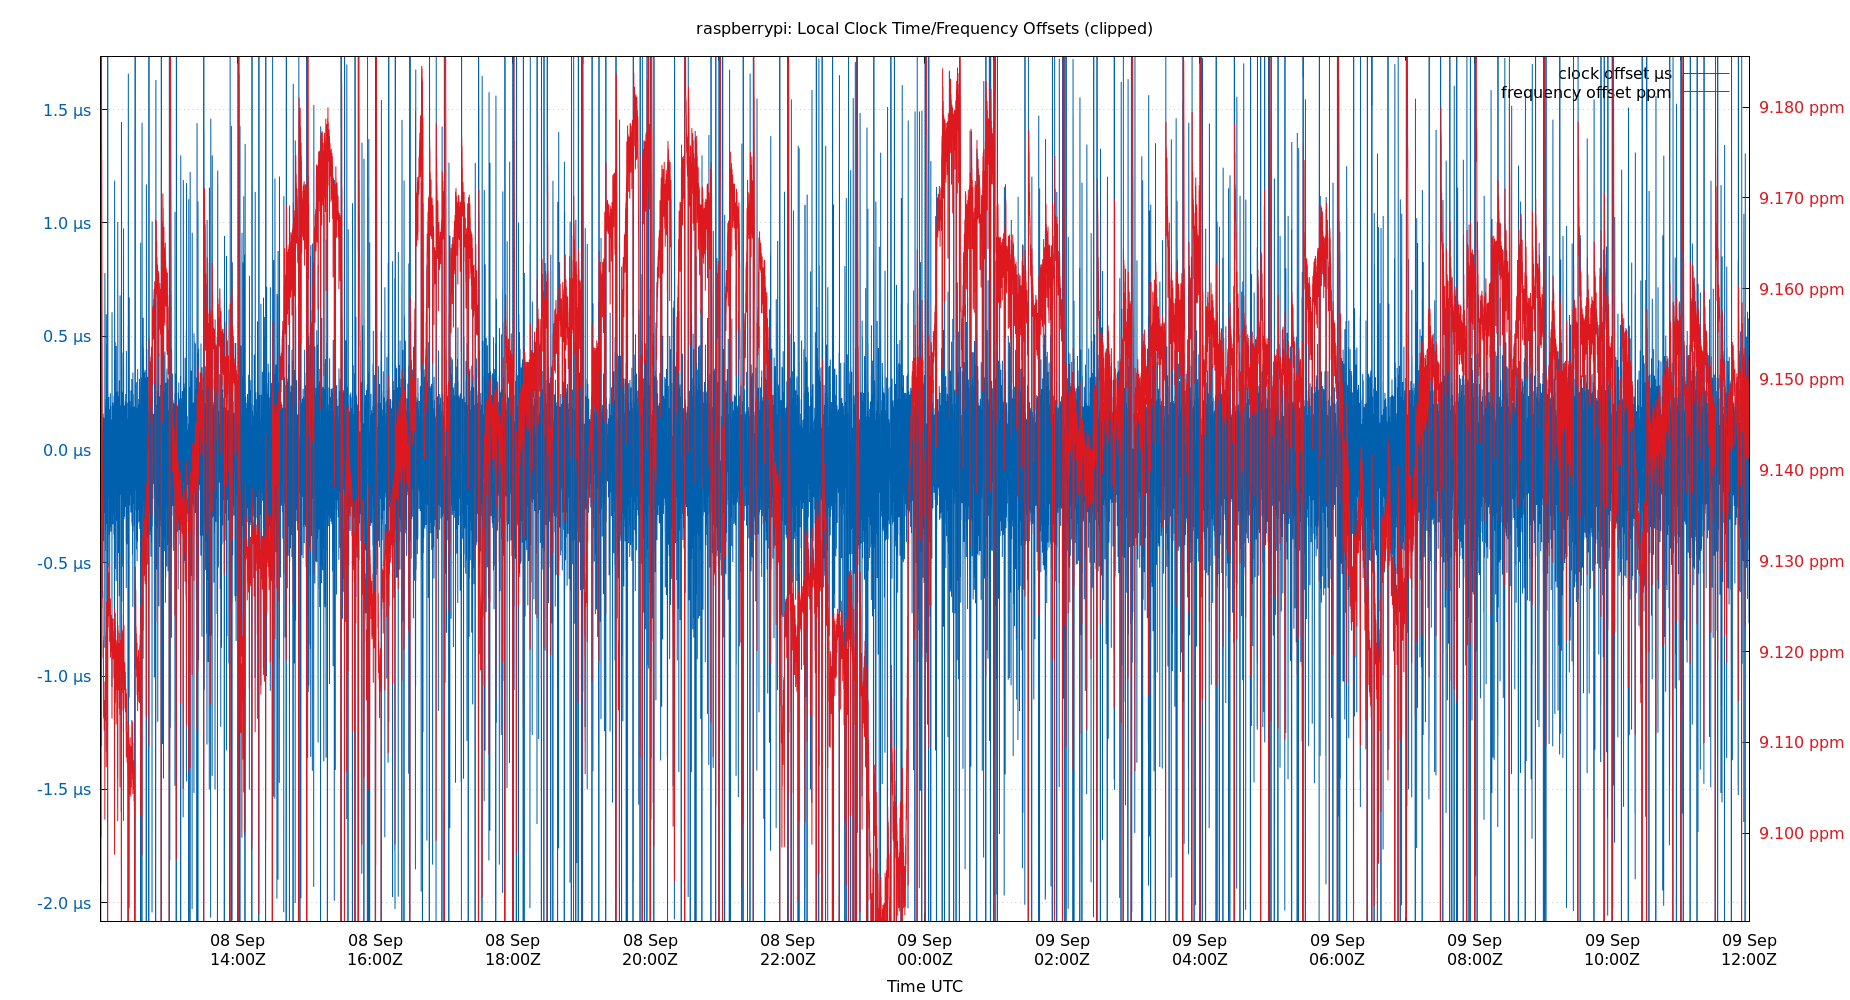 raspberrypi: Local Clock Time/Frequency Offsets (clipped)
clock offset µs
frequency offset ppm
1.5 µs
1.0 µs
0.5 µs
0.0 µs
-0.5 µs
-1.0 µs
-1.5 µs
-2.0 µs
9.180 ppm
9.170 ppm
9.160 ppm
9.150 ppm
9.140 ppm
9.130 ppm
9.120 ppm
9.110 ppm
9.100 ppm
08 Sep 08 Sep 08 Sep 08 Sep 08 Sep 09 Sep 09 Sep 09 Sep 09 Sep 09 Sep 09 Sep 09 Sep
14:00Z 16:00Z 18:00Z 20:00Z 22:00Z 00:00Z 02:00Z 04:00Z 06:00Z 08:00Z 10:00Z 12:00Z
Time UTC